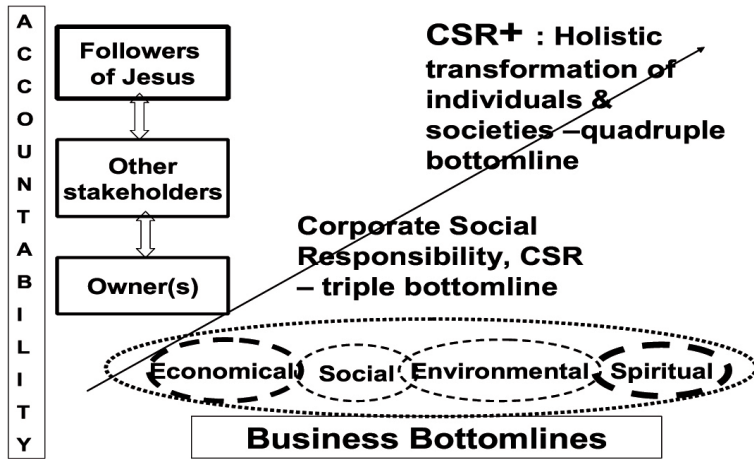 ACCOUNTABILITY
Followers
of Jesus
Other
stakeholders
Owner(s)
CSR+ : Holistic
transformation of
individuals &
societies –quadruple
bottomline
Corporate Social
Responsibility, CSR
– triple bottomline
Economical Social Environmental Spiritual
Business Bottomlines